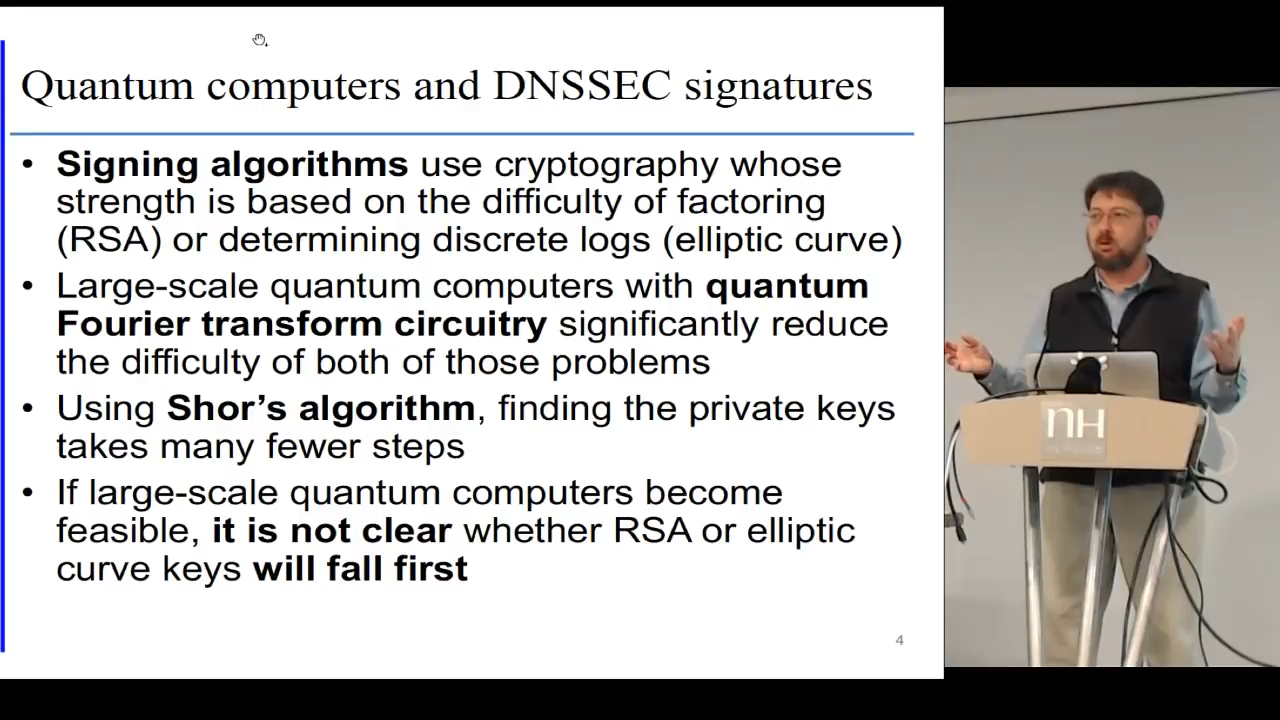 Quantum computers and DNSSEC signatures
• Signing algorithms use cryptography whose
strength is based on the difficulty of factoring
(RSA) or determining discrete logs (elliptic curve)
• Large-scale quantum computers with quantum
Fourier transform circuitry significantly reduce
the difficulty of both of those problems
• Using Shor’s algorithm, finding the private keys
takes many fewer steps
• If large-scale quantum computers become
feasible, it is not clear whether RSA or elliptic
curve keys will fall first
4
nH